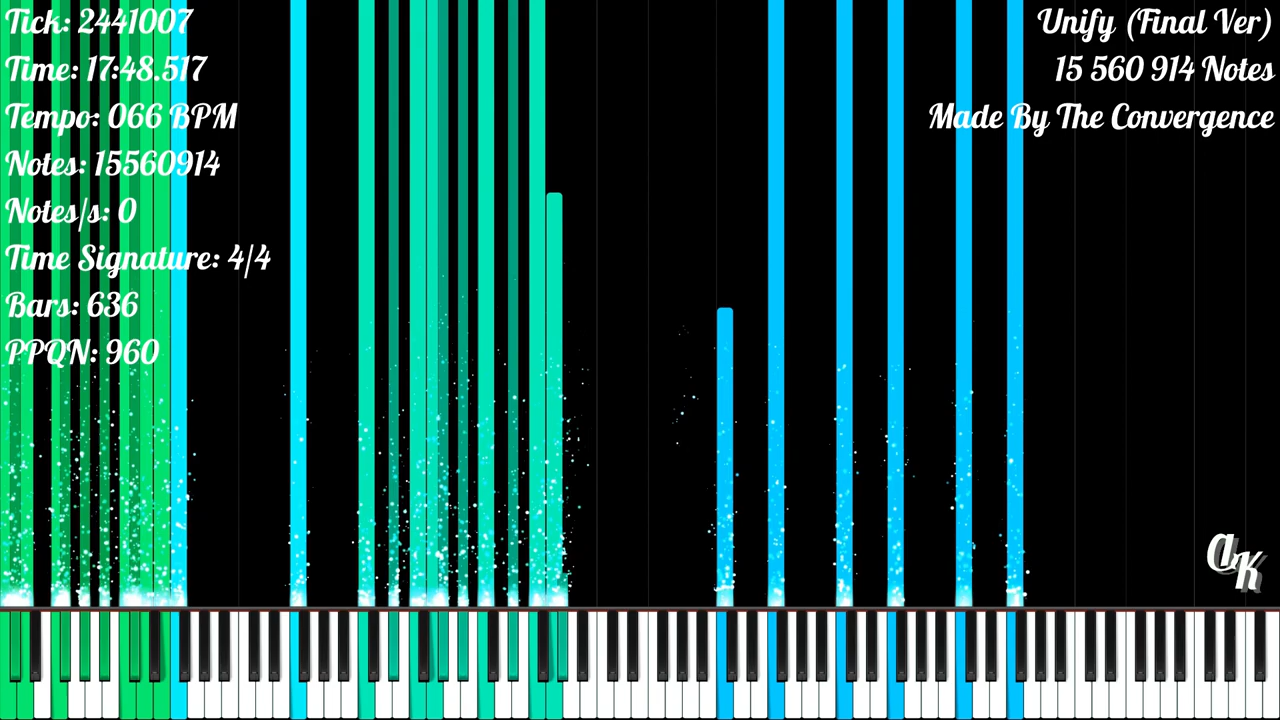 Tick: 2441007
Time: 17:48.517
Tempo: 066 BPM
Notes: 15560914
Notes/s: 0
Time Signature: 4/4
Bars: 636
PPQN: 960
Unify (Final Ver)
15 560 914 Notes
Made By The Convergence
AK